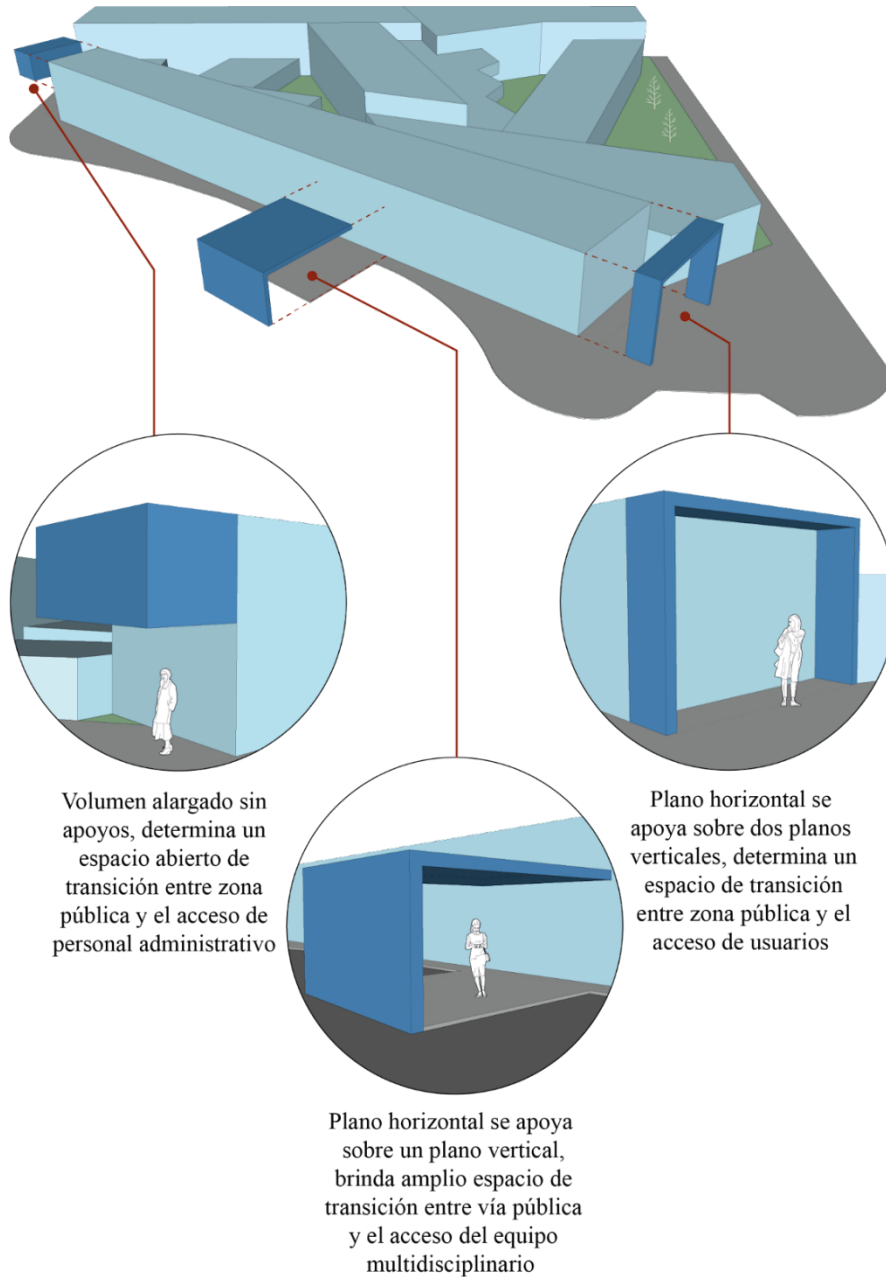 Volumen alargado sin
apoyos, determina un
espacio abierto de
transición entre zona
pública y el acceso de
personal administrativo
Plano horizontal se apoya
sobre un plano vertical,
brinda amplio espacio de
transición entre vía pública
y el acceso del equipo
multidisciplinario
Plano horizontal se
apoya sobre dos planos
verticales, determina un
espacio de transición
entre zona pública y el
acceso de usuarios